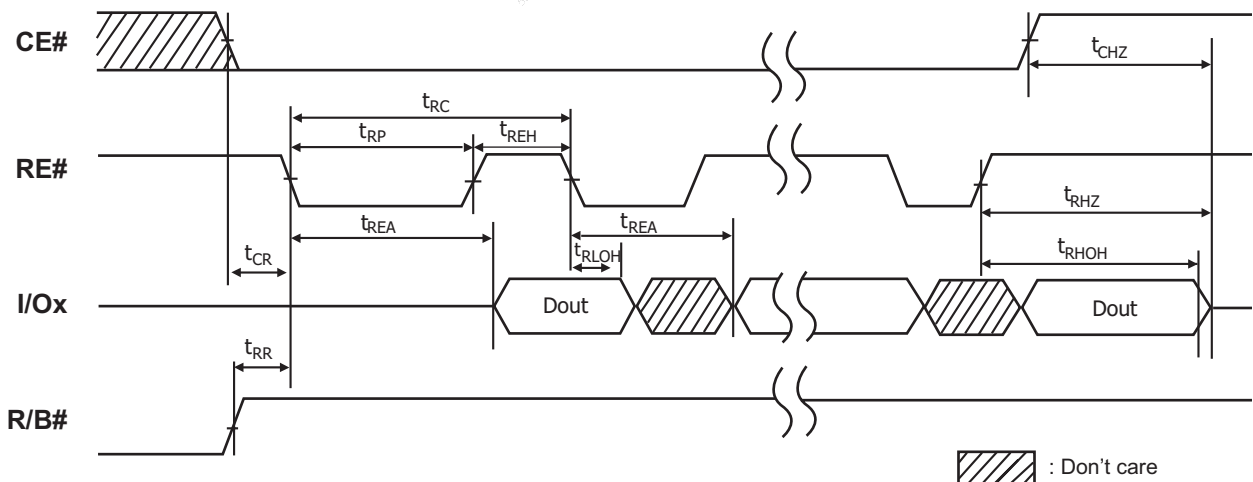 CE#
tCHZ
tRC
tRP
tREH
RE#
tRHZ
tREA
tREA
tRLOH
tRHOH
tCR
I/Ox
Dout
Dout
tRR
R/B#
: Don't care